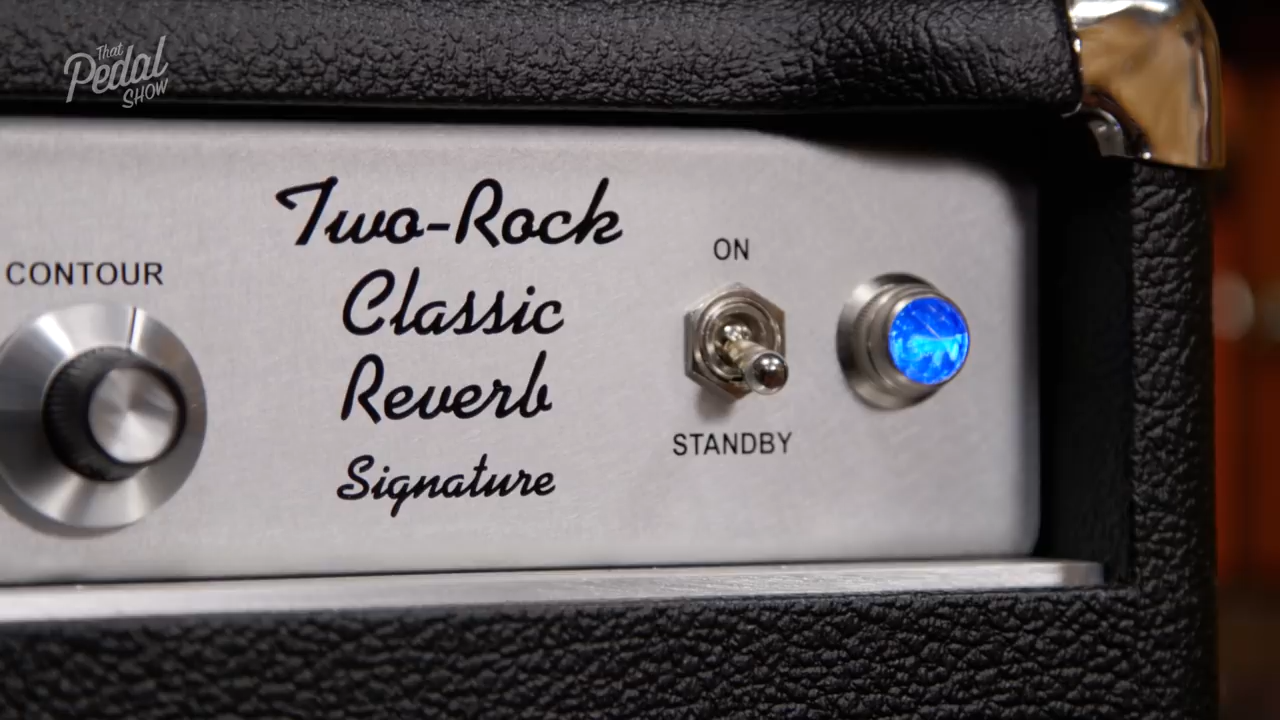 That
Pedal
SHOW
Two-Rock
Classic
Reverb
Signature
CONTOUR
ON
STANDBY